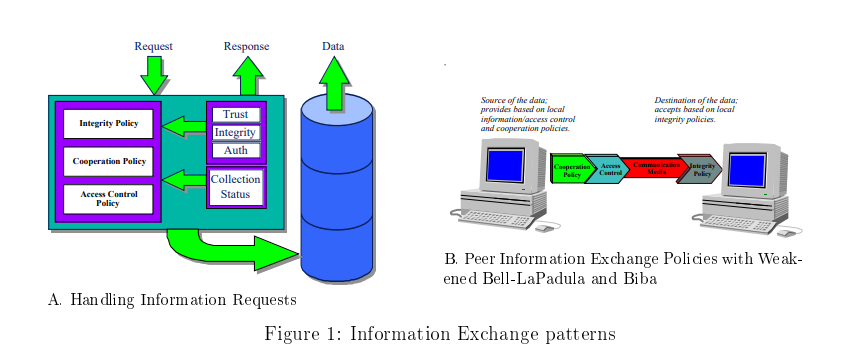 Request
Response
Data
Integrity Policy
Cooperation Policy
Access Control
Policy
Trust
Integrity
Auth
Collection
Status
A. Handling Information Requests
Source of the data;
provides based on local
information/access control
and cooperation policies.
Destination of the data;
accepts based on local
integrity policies.
Cooperation
Policy
Access
Control
Communication
Media
Integrity
Policy
B. Peer Information Exchange Policies with Weak-
ened Bell-LaPadula and Biba
Figure 1: Information Exchange patterns